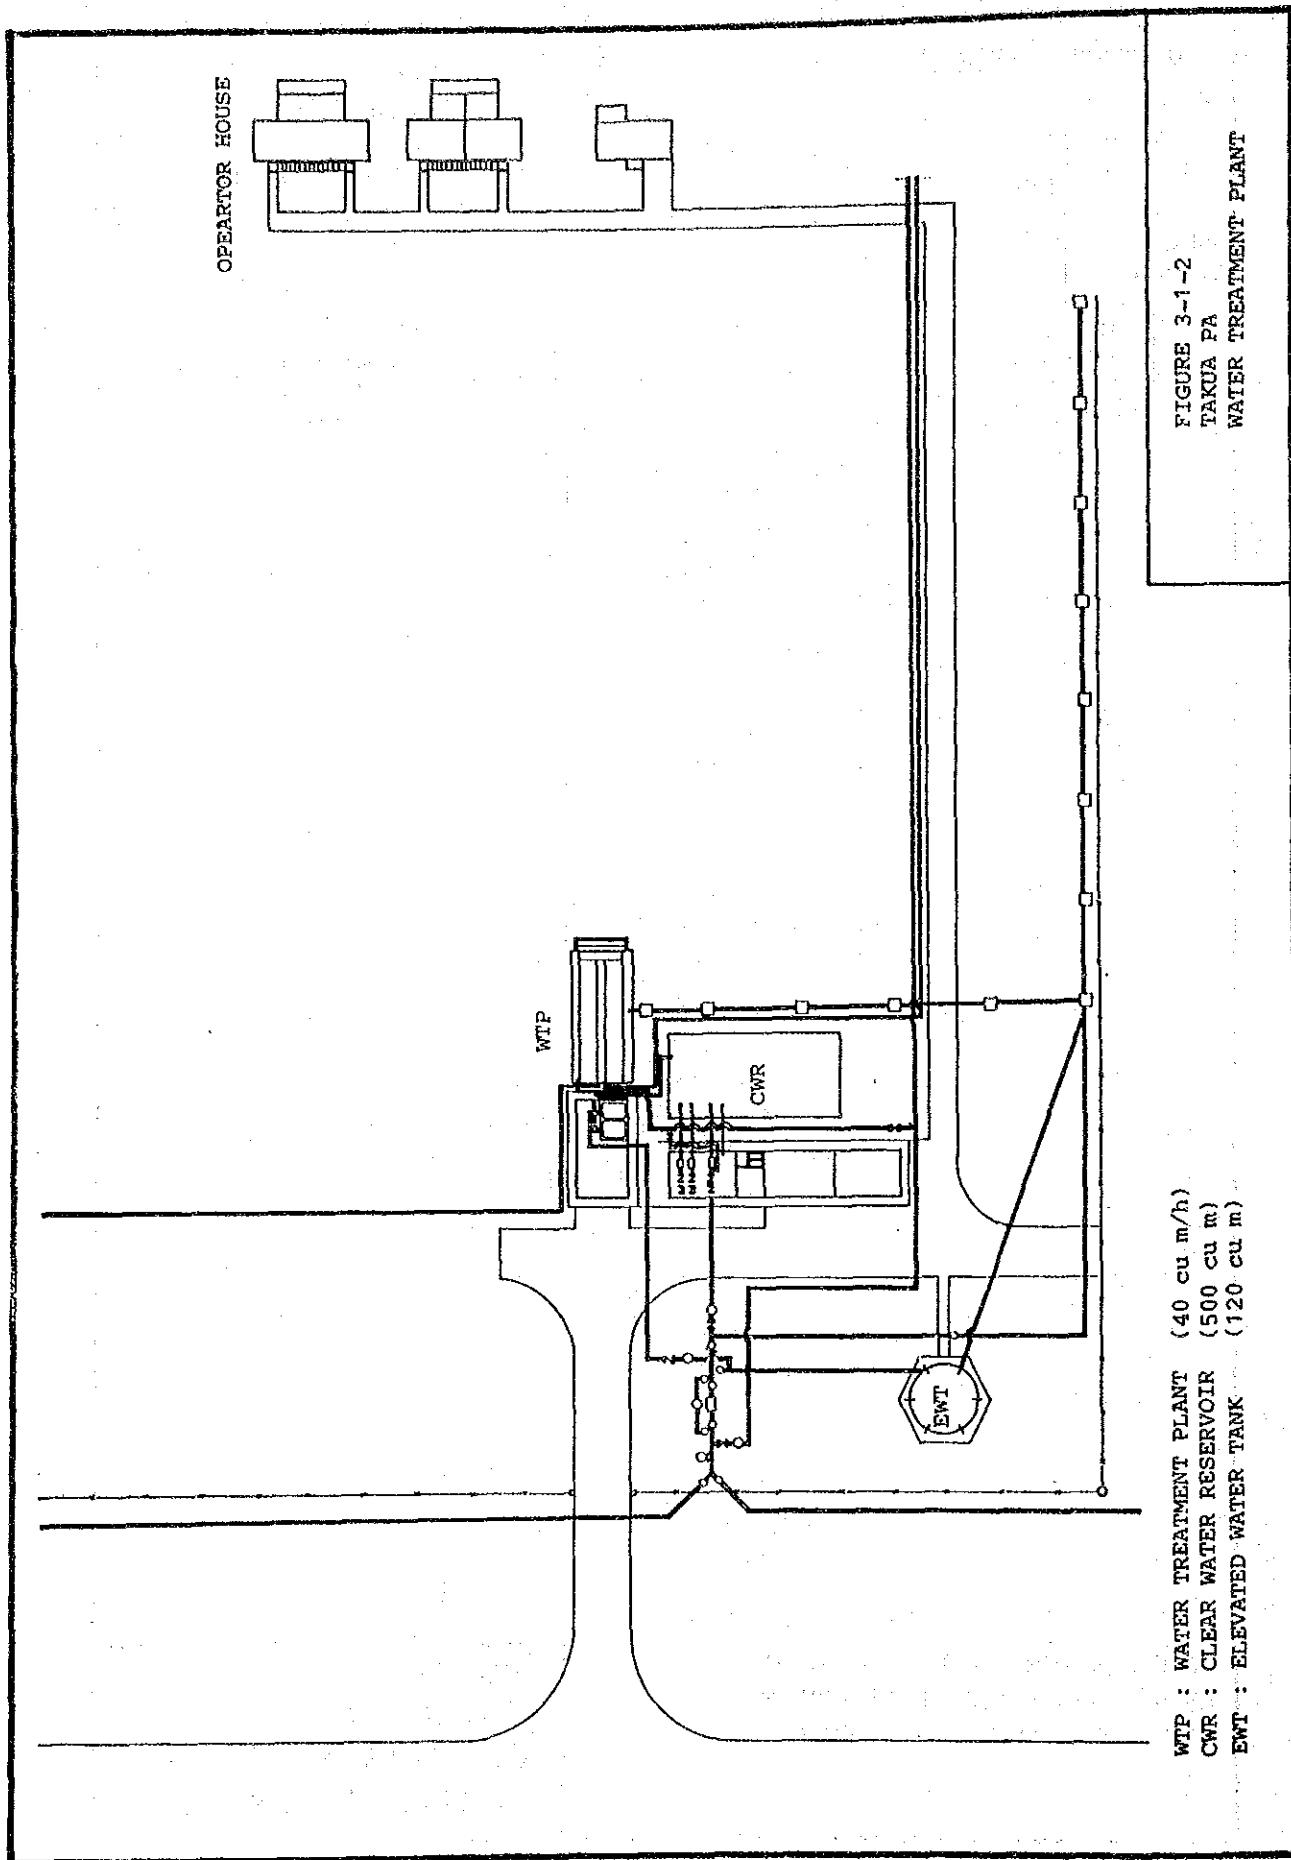 OPEARTOR HOUSE
WTP
CWR
EWT
WTP : WATER TREATMENT PLANT (40 cu m/h)
CWR : CLEAR WATER RESERVOIR (500 cu m)
EWT : ELEVATED WATER TANK (120 cu m)
FIGURE 3-1-2
TAKUA PA
WATER TREATMENT PLANT